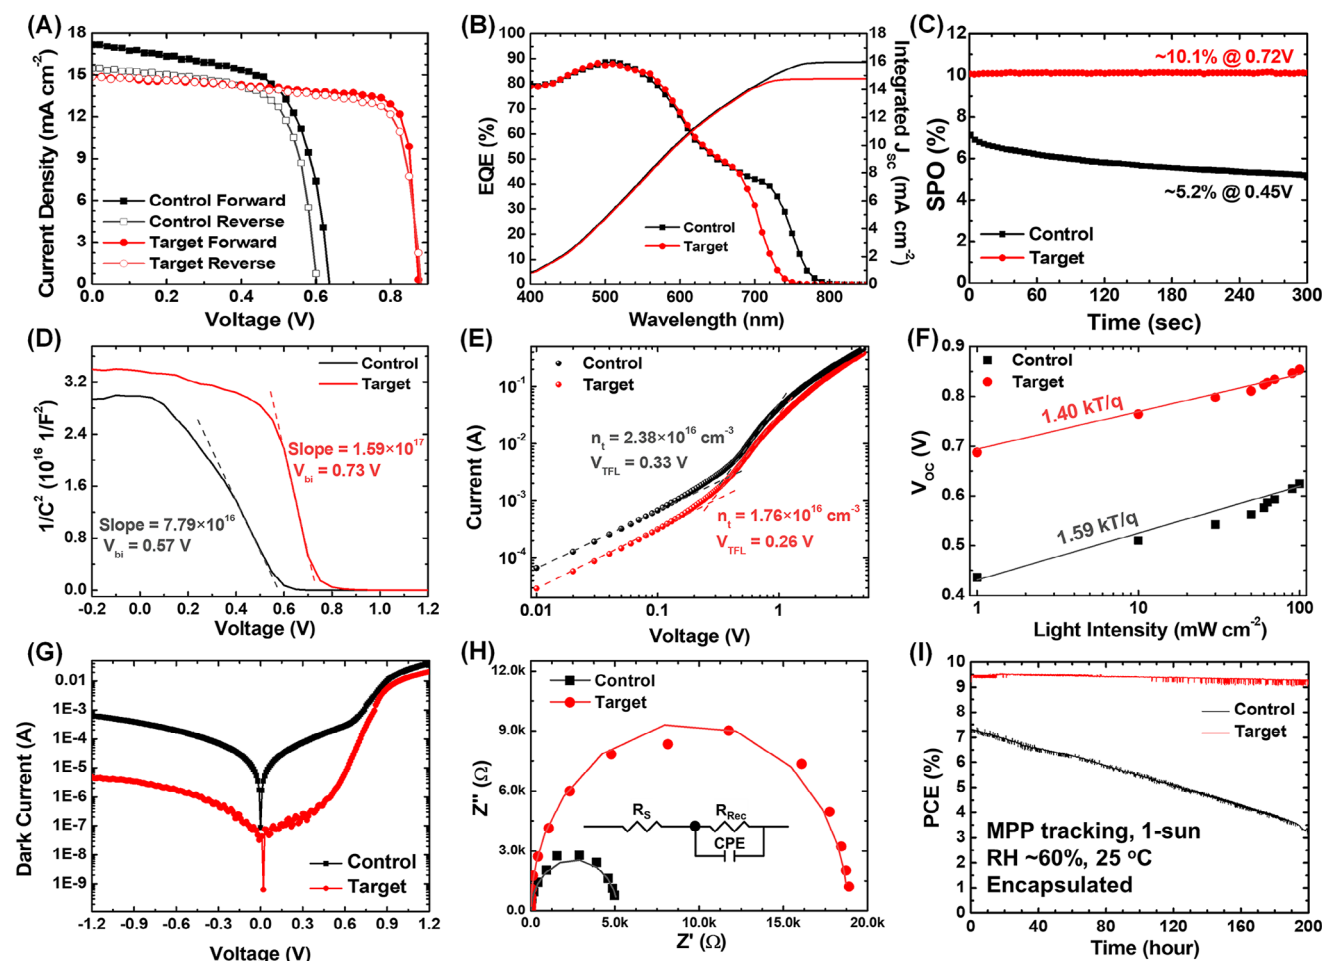 (A)
18
15
12
9
6
3
0
Current Density (mA cm-2)
Control Forward
Control Reverse
Target Forward
Target Reverse
0.0 0.2 0.4 0.6 0.8
Voltage (V)
(B)
100
90
80
70
60
50
40
30
20
10
0
EQE (%)
Control
Target
18
16
14
12
10
8
6
4
2
0
Integrated Jsc (mA cm-2)
400 500 600 700 800
Wavelength (nm)
(C)
12
10
8
6
4
2
0
SPO (%)
~10.1% @ 0.72V
~5.2% @ 0.45V
Control
Target
0 60 120 180 240 300
Time (sec)
(D)
3.2
2.4
1.6
0.8
0.0
1/C2 (1016 1/F2)
Control
Target
Slope = 1.59×1017
Vbi = 0.73 V
Slope = 7.79×1016
Vbi = 0.57 V
-0.2 0.0 0.2 0.4 0.6 0.8 1.0 1.2
Voltage (V)
(E)
10-1
10-2
10-3
10-4
Current (A)
Control
Target
nt = 2.38×1016 cm-3
VTFL = 0.33 V
nt = 1.76×1016 cm-3
VTFL = 0.26 V
0.01 0.1 1
Voltage (V)
(F)
0.9
0.8
0.7
0.6
0.5
0.4
VOC (V)
Control
Target
1.40 kT/q
1.59 kT/q
1 10 100
Light Intensity (mW cm-2)
(G)
0.01
1E-3
1E-4
1E-5
1E-6
1E-7
1E-8
1E-9
Dark Current (A)
Control
Target
-1.2 -0.9 -0.6 -0.3 0.0 0.3 0.6 0.9 1.2
Voltage (V)
(H)
12.0k
9.0k
6.0k
3.0k
0.0
Z'' (Ω)
Control
Target
RS RRec
CPE
0.0 5.0k 10.0k 15.0k 20.0k
Z' (Ω)
(I)
10
9
8
7
6
5
4
3
2
1
0
PCE (%)
Control
Target
MPP tracking, 1-sun
RH ~60%, 25 oC
Encapsulated
0 40 80 120 160 200
Time (hour)